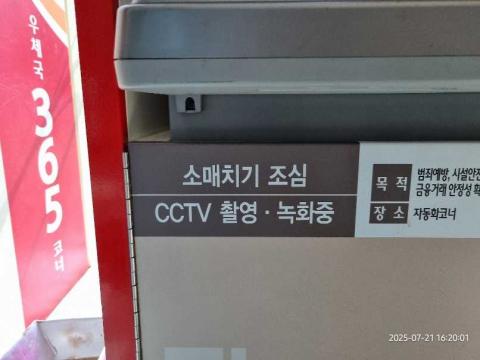 우체국
365
코너
소매치기 조심
CCTV 촬영·녹화중
목 적
범죄예방, 시설안전
금융거래 안정성 확
장 소
자동화코너
2025-07-21 16:20:01